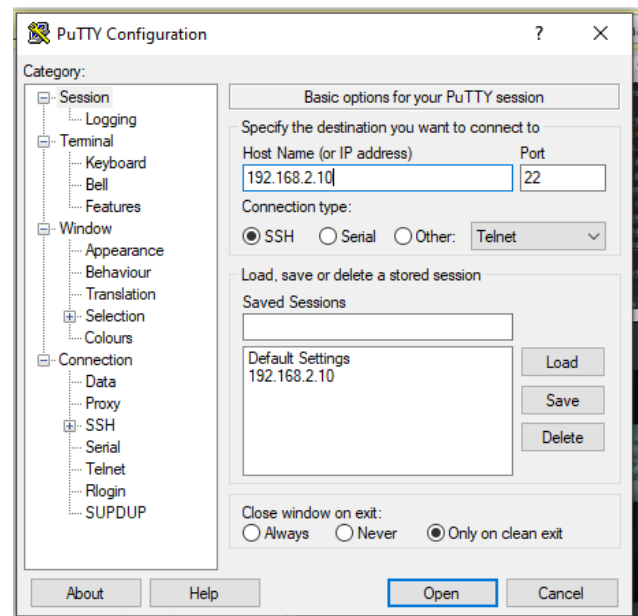 PuTTY Configuration
?
Category:
Session
Logging
Terminal
Keyboard
Bell
Features
Window
Appearance
Behaviour
Translation
Selection
Colours
Connection
Data
Proxy
SSH
Serial
Telnet
Rlogin
SUPDUP
Basic options for your PuTTY session
Specify the destination you want to connect to
Host Name (or IP address) Port
192.168.2.10 22
Connection type:
SSH Serial Other: Telnet
Load, save or delete a stored session
Saved Sessions
Default Settings
192.168.2.10
Load
Save
Delete
Close window on exit:
Always Never Only on clean exit
About Help Open Cancel